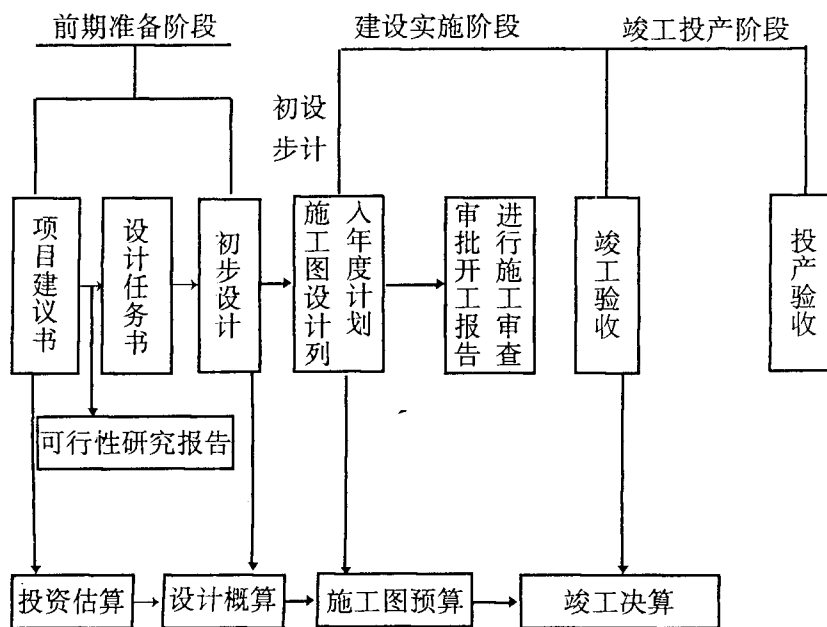 前期准备阶段
建设实施阶段
竣工投产阶段
初设
步计
项目建议书
设计任务书
初步设计
施工图设计列
入年度计划
审批开工报告
进行施工审查
竣工验收
投产验收
可行性研究报告
投资估算
设计概算
施工图预算
竣工决算